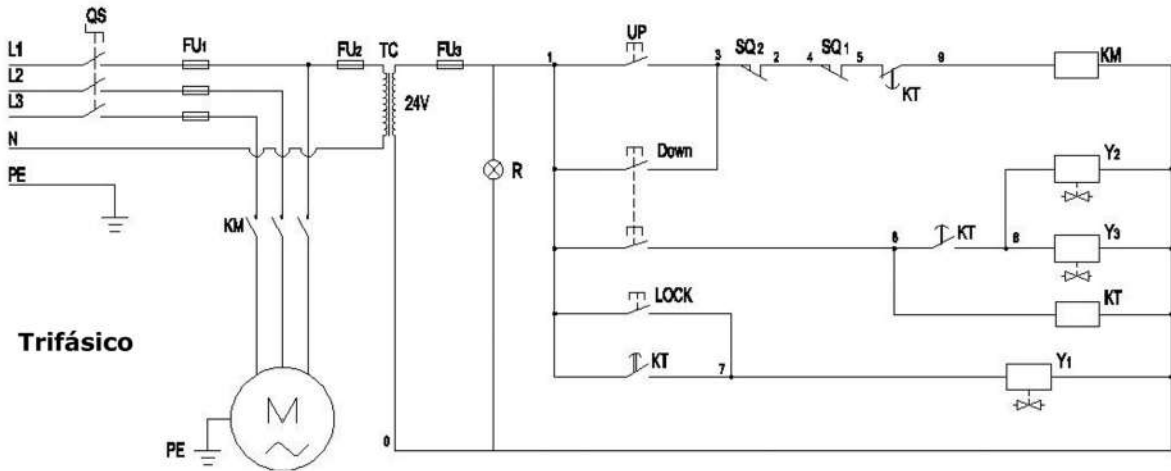 QS
L1
L2
L3
N
PE
FU1
FU2
TC
FU3
24V
1
UP
3
SQ2
2
4
SQ1
5
KT
9
KM
R
Down
Y2
KM
6
KT
8
Y3
LOCK
KT
Trifásico
KT
7
Y1
M
PE
0